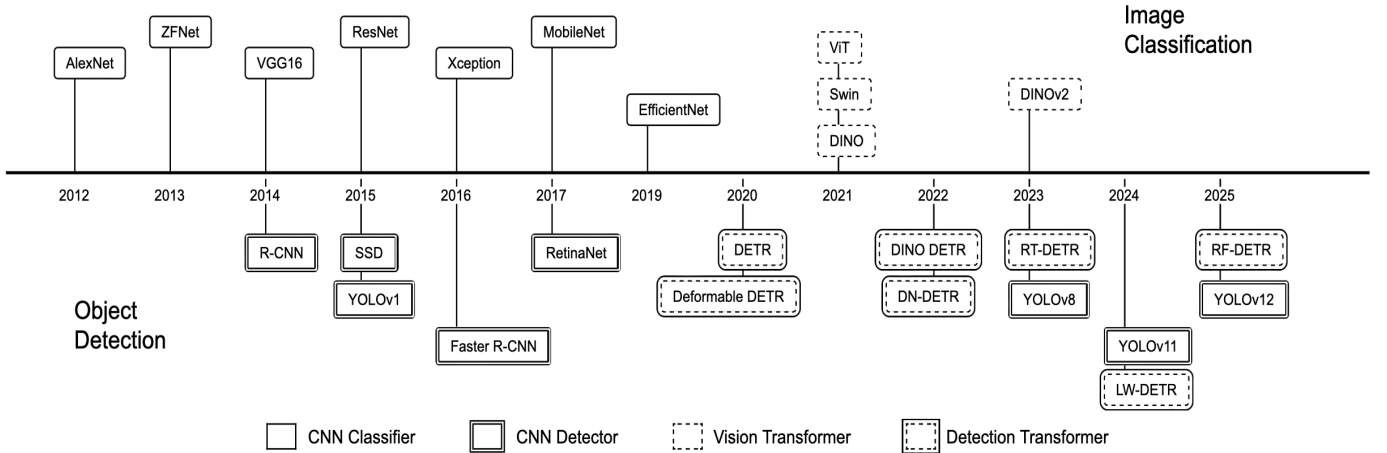 Image
Classification
ZFNet
ResNet
MobileNet
ViT
AlexNet
VGG16
Xception
Swin
DINOv2
EfficientNet
DINO
2012
2013
2014
2015
2016
2017
2019
2020
2021
2022
2023
2024
2025
R-CNN
SSD
RetinaNet
DETR
DINO DETR
RT-DETR
RF-DETR
YOLOv1
Deformable DETR
DN-DETR
YOLOv8
YOLOv12
Object
Detection
Faster R-CNN
YOLOv11
LW-DETR
CNN Classifier
CNN Detector
Vision Transformer
Detection Transformer